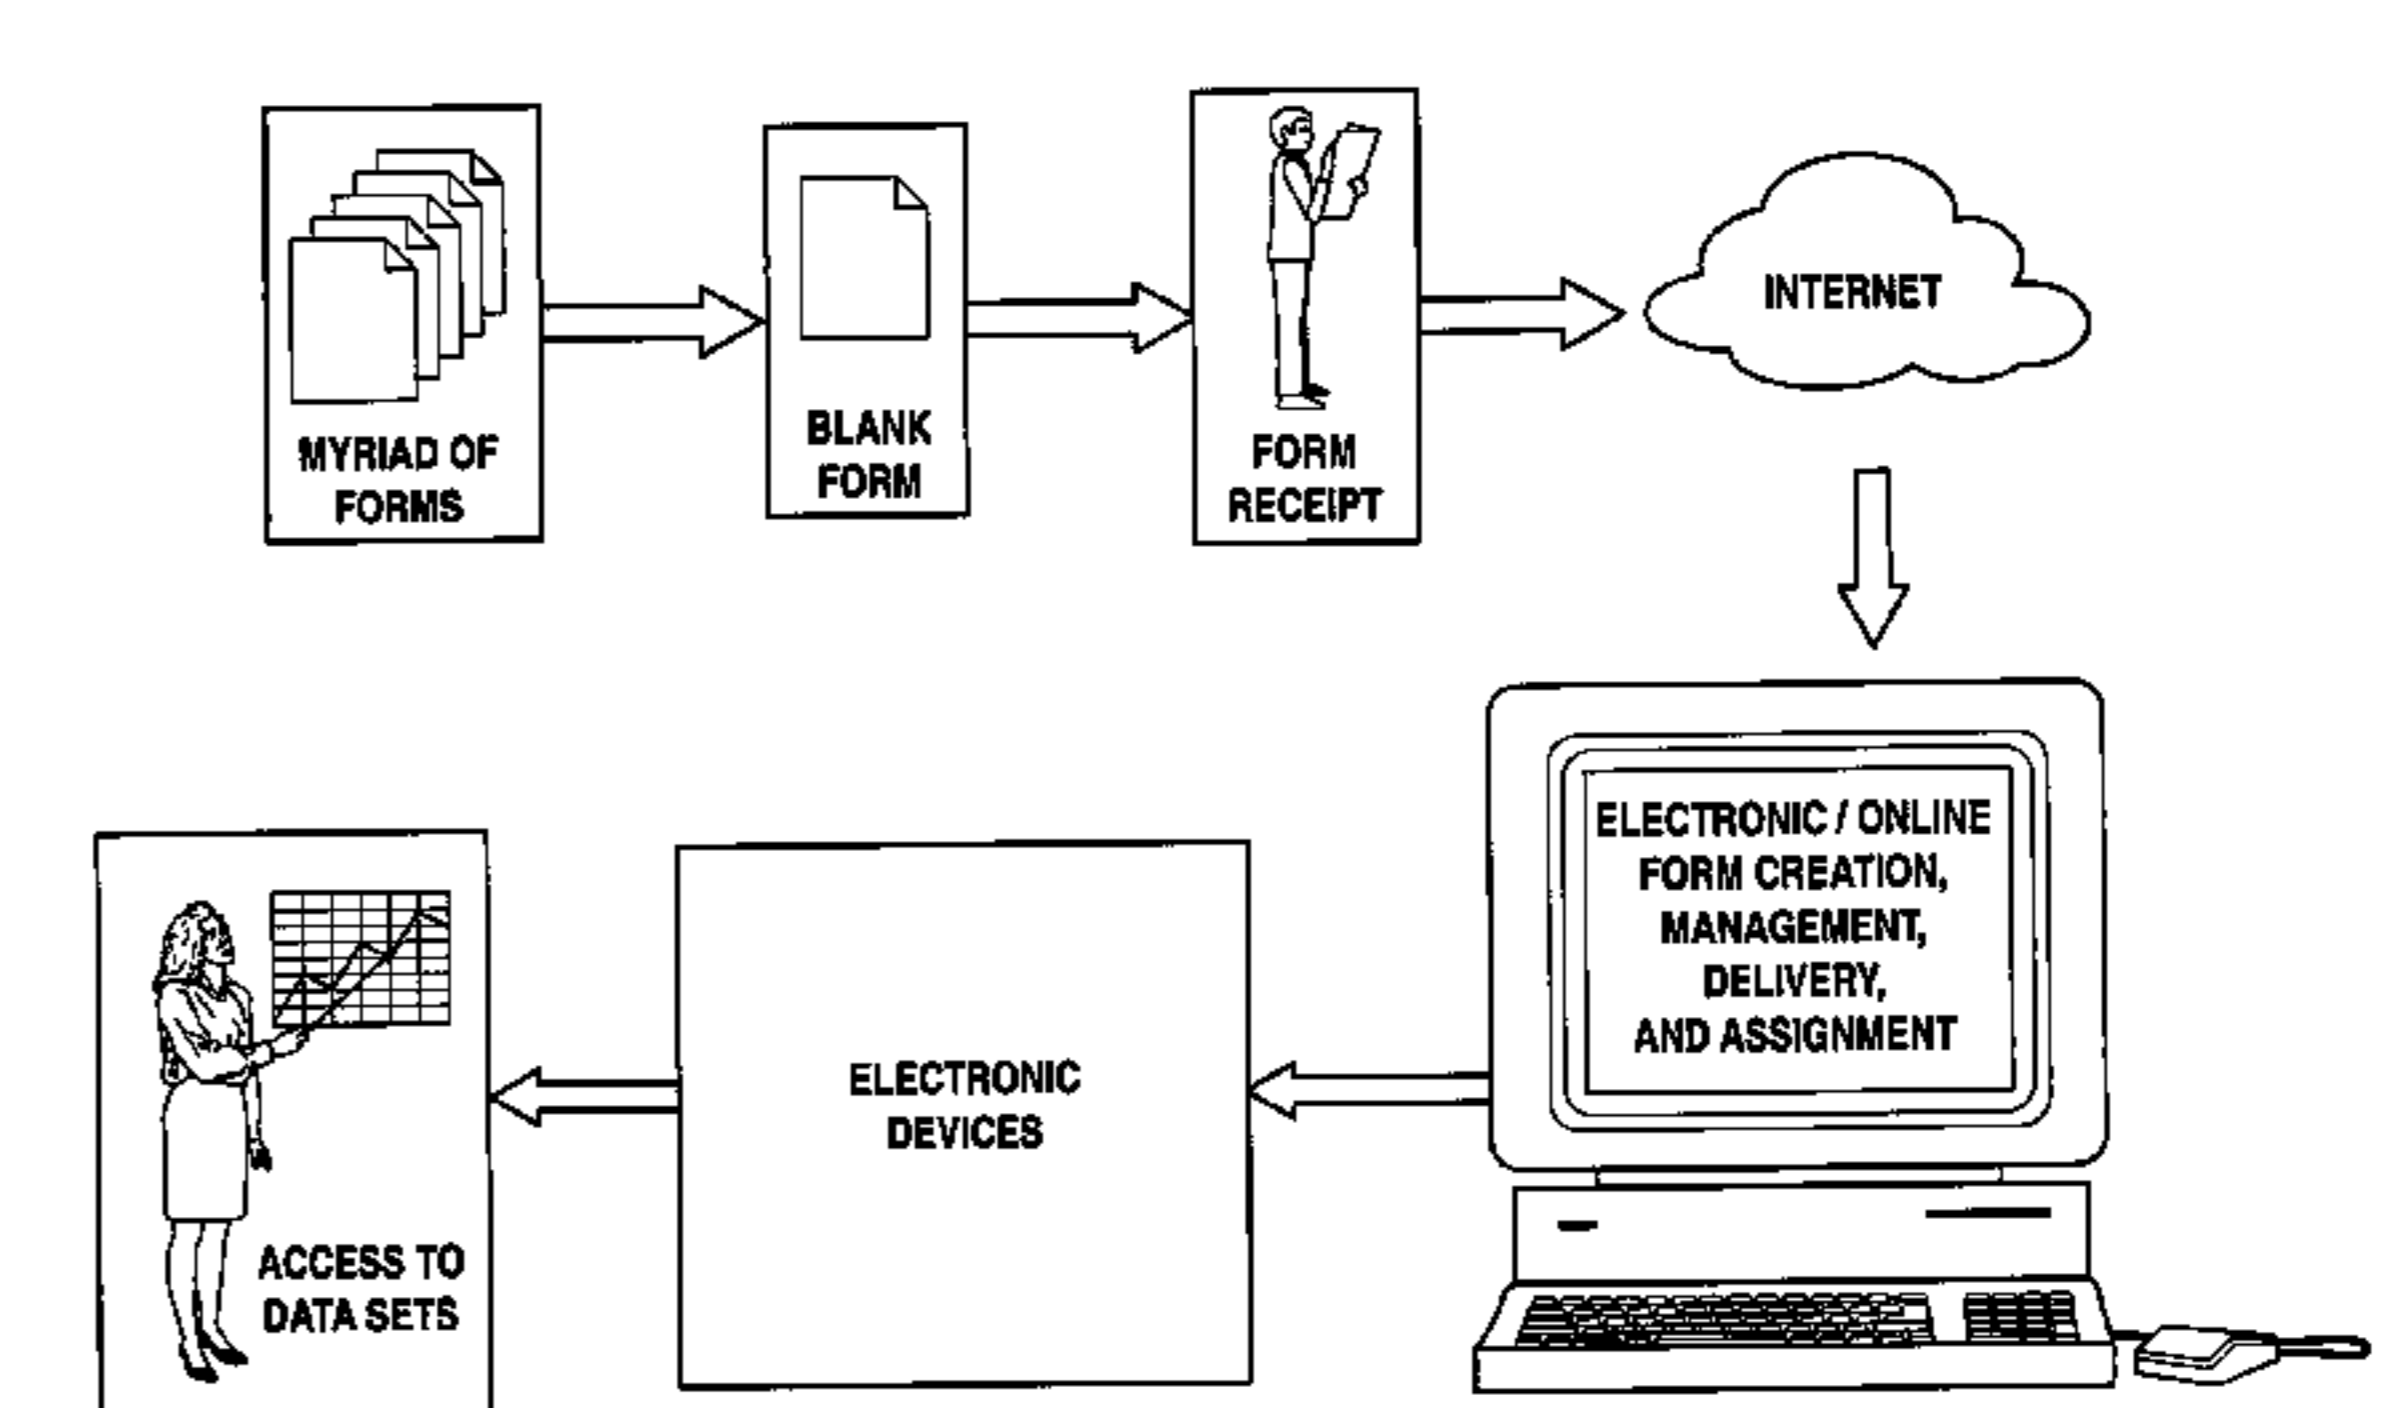 MYRIAD OF
FORMS
BLANK
FORM
FORM
RECEIPT
INTERNET
ELECTRONIC / ONLINE
FORM CREATION,
MANAGEMENT,
DELIVERY,
AND ASSIGNMENT
ELECTRONIC
DEVICES
ACCESS TO
DATA SETS